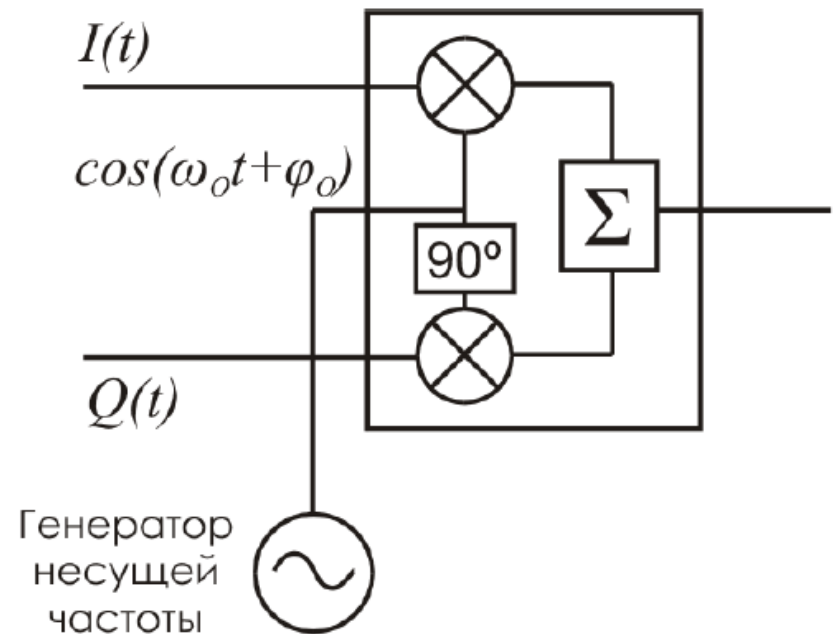 I(t)
cos(ωₒt+φₒ)
Σ
90º
Q(t)
Генератор
несущей
частоты